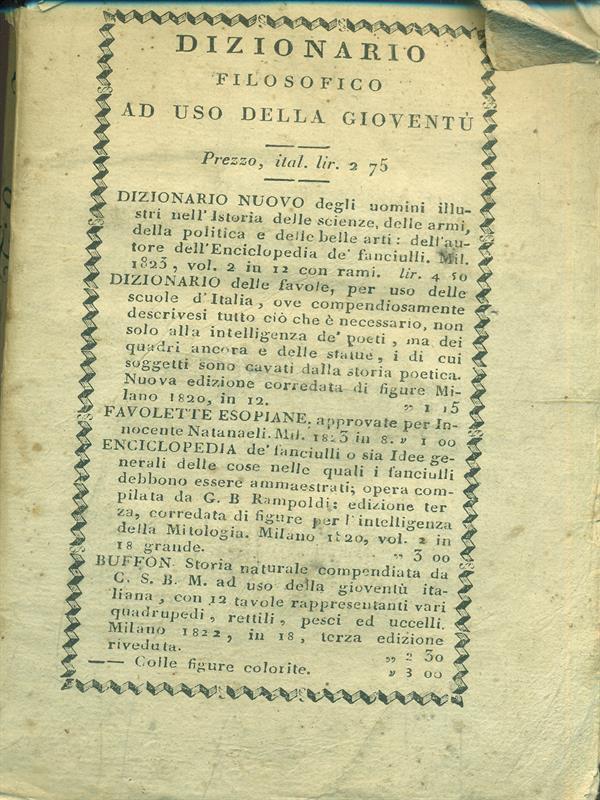 DIZIONARIO
FILOSOFICO
AD USO DELLA GIOVENTÙ
Prezzo, ital. lir. 2 75
DIZIONARIO NUOVO degli uomini illu-
stri nell'Istoria delle scienze, delle armi,
della politica e delle belle arti: dell'au-
tore dell'Enciclopedia de' fanciulli. Mil.
1823, vol. 2 in 12 con rami. lir. 4 50
DIZIONARIO delle favole, per uso delle
scuole d'Italia, ove compendiosamente
descrivesi tutto ciò che è necessario, non
solo alla intelligenza de' poeti, ma dei
quadri ancora e delle statue, i di cui
soggetti sono cavati dalla storia poetica.
Nuova edizione corredata di figure Mi-
lano 1820, in 12. „ 1 15
FAVOLETTE ESOPIANE, approvate per In-
nocente Natanaeli. Mil. 1823 in 8. „ 1 00
ENCICLOPEDIA de' fanciulli o sia Idee ge-
nerali delle cose nelle quali i fanciulli
debbono essere ammaestrati; opera com-
pilata da G. B Rampoldi: edizione ter
za, corredata di figure per l'intelligenza
della Mitologia. Milano 1820, vol. 2 in
18 grande. „ 3 00
BUFFON Storia naturale compendiata da
C. S. B. M. ad uso della gioventù ita-
liana, con 12 tavole rappresentanti vari
quadrupedi, rettili, pesci ed uccelli.
Milano 1822, in 18, terza edizione
riveduta. „ 2 30
—— Colle figure colorite. „ 3 00